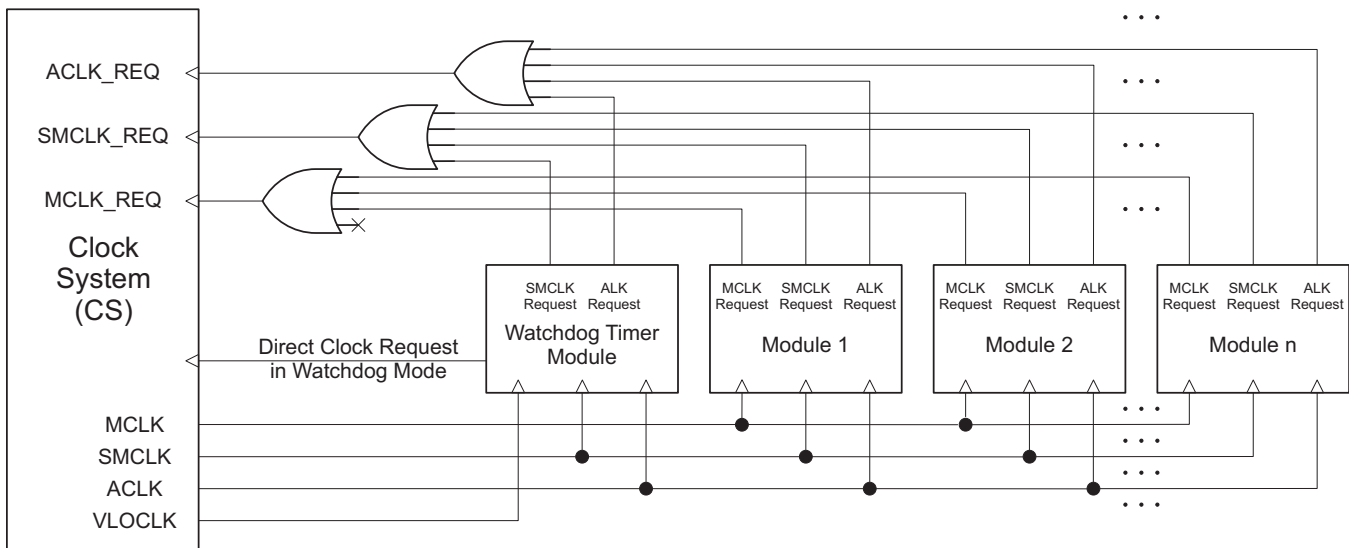 ACLK_REQ
SMCLK_REQ
MCLK_REQ
Clock
System
(CS)
Direct Clock Request
in Watchdog Mode
MCLK
SMCLK
ACLK
VLOCLK
SMCLK
Request
ALK
Request
Watchdog Timer
Module
MCLK
Request
SMCLK
Request
ALK
Request
Module 1
MCLK
Request
SMCLK
Request
ALK
Request
Module 2
MCLK
Request
SMCLK
Request
ALK
Request
Module n